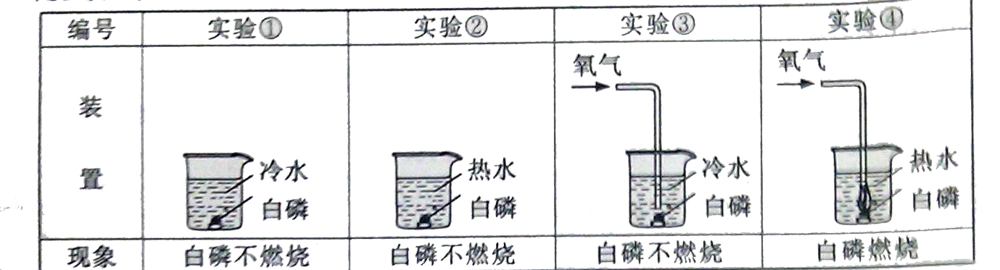 编号 实验① 实验② 实验③ 实验④
装置
氧气
氧气
冷水
白磷
热水
白磷
冷水
白磷
热水
白磷
现象 白磷不燃烧 白磷不燃烧 白磷不燃烧 白磷燃烧